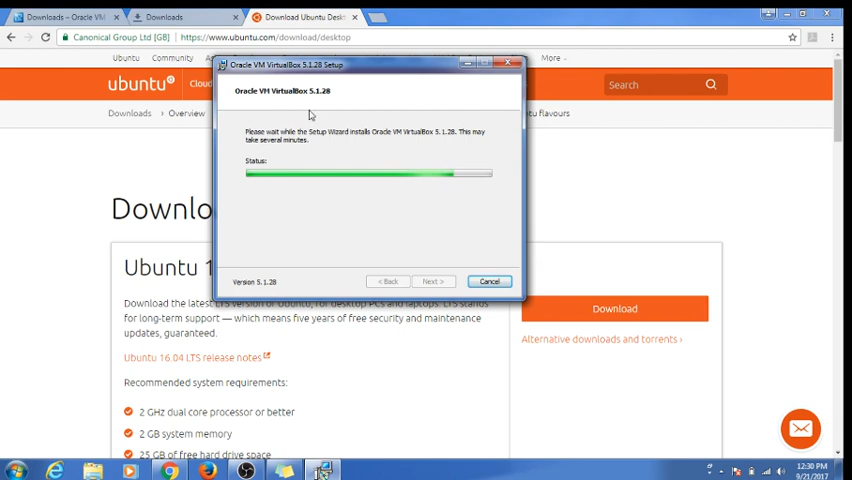 Downloads – Oracle VM
Downloads
Download Ubuntu Deskt
Canonical Group Ltd [GB]
https://www.ubuntu.com/download/desktop
Ubuntu
Community
More
Oracle VM VirtualBox 5.1.28 Setup
ubuntu
Cloud
Search
Oracle VM VirtualBox 5.1.28
Downloads
Overview
tu flavours
Please wait while the Setup Wizard installs Oracle VM VirtualBox 5.1.28. This may
take several minutes.
Status:
Downlo
Ubuntu 1
Version 5.1.28
< Back
Next >
Cancel
Download the latest LTS version of Ubuntu, for desktop PCs and laptops. LTS stands
for long-term support — which means five years of free security and maintenance
updates, guaranteed.
Download
Alternative downloads and torrents ›
Ubuntu 16.04 LTS release notes
Recommended system requirements:
2 GHz dual core processor or better
2 GB system memory
25 GB of free hard drive space
12:30 PM
9/21/2017